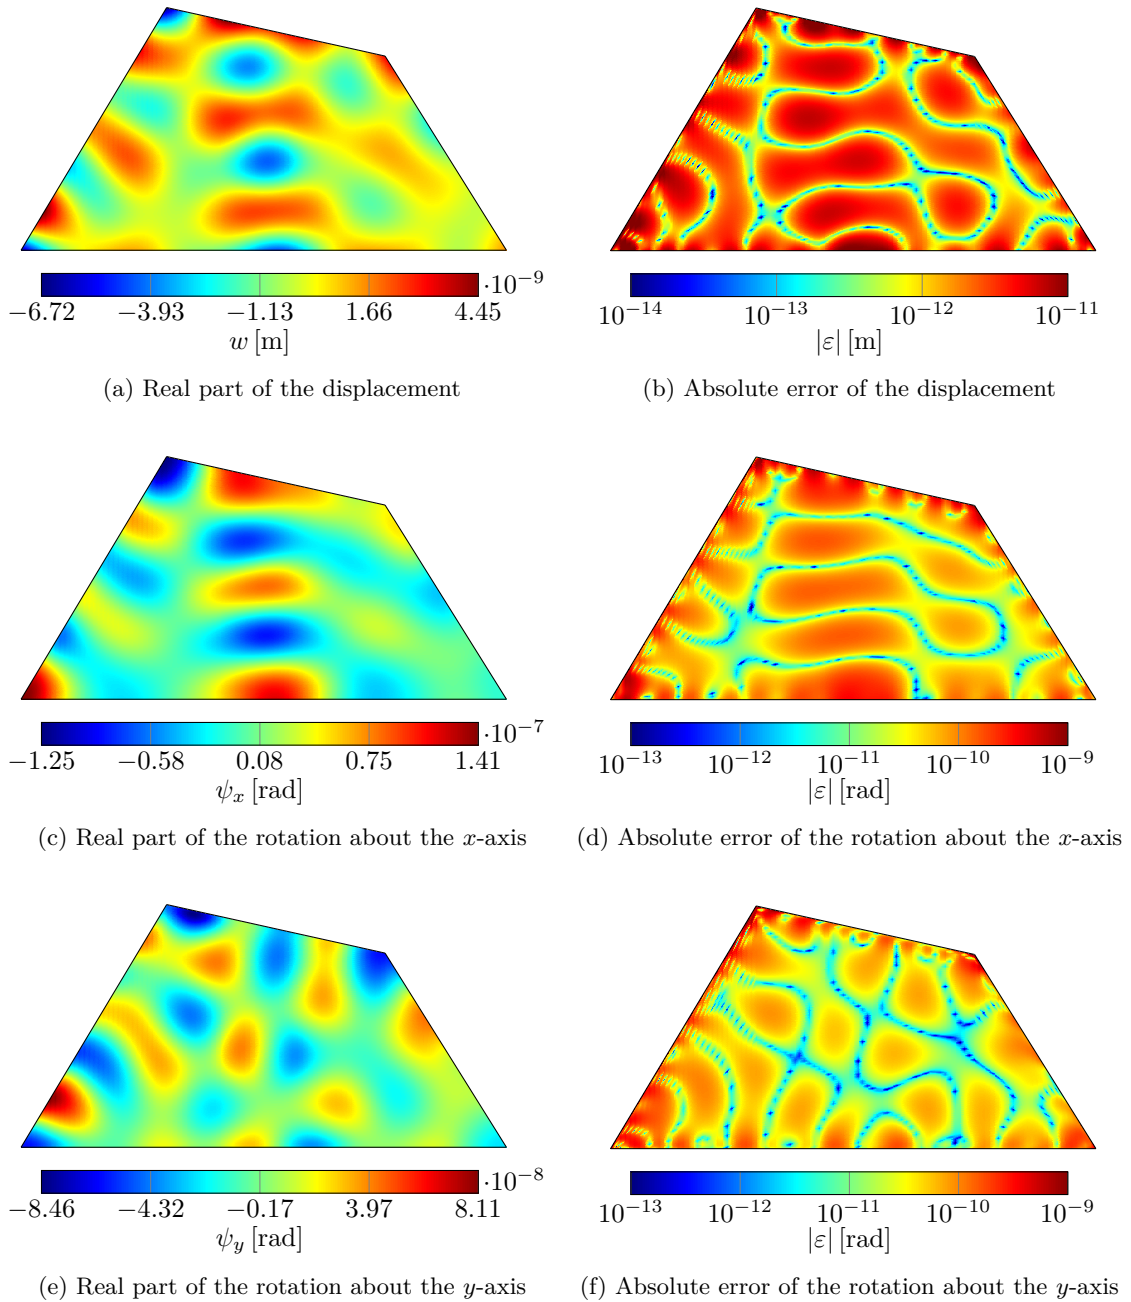 −6.72 −3.93 −1.13 1.66 4.45 ·10⁻⁹
w [m]
(a) Real part of the displacement
10⁻¹⁴ 10⁻¹³ 10⁻¹² 10⁻¹¹
|ε| [m]
(b) Absolute error of the displacement
−1.25 −0.58 0.08 0.75 1.41 ·10⁻⁷
ψₓ [rad]
(c) Real part of the rotation about the x-axis
10⁻¹³ 10⁻¹² 10⁻¹¹ 10⁻¹⁰ 10⁻⁹
|ε| [rad]
(d) Absolute error of the rotation about the x-axis
−8.46 −4.32 −0.17 3.97 8.11 ·10⁻⁸
ψ_y [rad]
(e) Real part of the rotation about the y-axis
10⁻¹³ 10⁻¹² 10⁻¹¹ 10⁻¹⁰ 10⁻⁹
|ε| [rad]
(f) Absolute error of the rotation about the y-axis